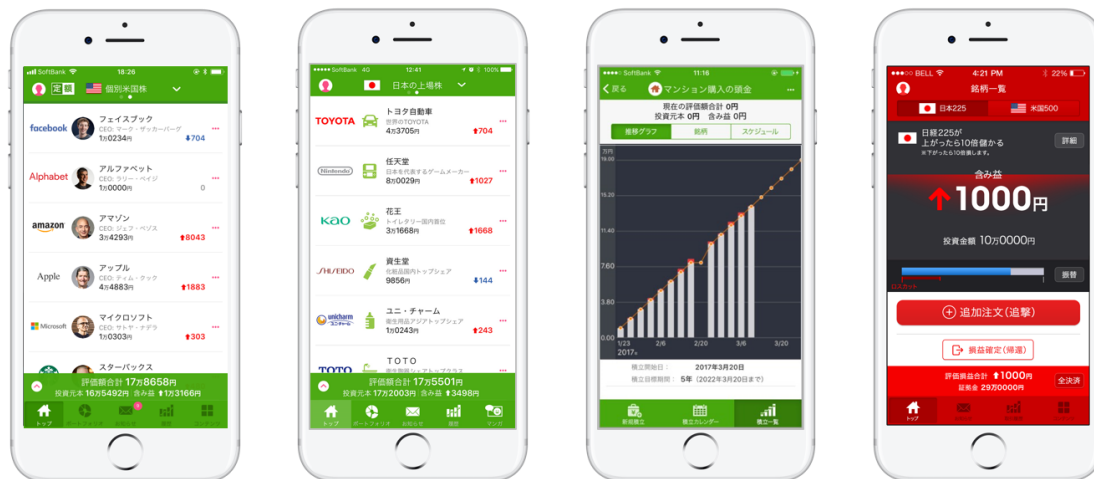 SoftBank
18:26
定額
個別米国株
facebook
フェイスブック
CEO: マーク・ザッカーバーグ
1万0234円
704
Alphabet
アルファベット
CEO: ラリー・ペイジ
1万0000円
0
amazon
アマゾン
CEO: ジェフ・ベゾス
3万4293円
8043
Apple
アップル
CEO: ティム・クック
4万4883円
1883
Microsoft
マイクロソフト
CEO: サトヤ・ナデラ
1万0303円
303
スターバックス
評価額合計 17万8658円
投資元本 16万5492円 含み益 1万3166円
トップ
ポートフォリオ
お知らせ
履歴
SoftBank 4G
12:41
100%
日本の上場株
TOYOTA
トヨタ自動車
世界のTOYOTA
4万3705円
704
Nintendo
任天堂
日本を代表するゲームメーカー
8万0029円
1027
Kao
花王
トイレタリー国内首位
3万1668円
1668
SHISEIDO
資生堂
化粧品国内トップシェア
9856円
144
unicharm
ユニ・チャーム
ユニ・チャーム
衛生用品アジアトップシェア
1万0243円
243
TOTO
TOTO
評価額合計 17万5501円
投資元本 17万2003円 含み益 3498円
トップ
ポートフォリオ
お知らせ
履歴
マンガ
SoftBank
11:16
戻る
マンション購入の頭金
現在の評価額合計 0円
投資元本 0円 含み益 0円
推移グラフ
銘柄
スケジュール
万円
19.00
15.20
11.40
7.60
3.80
0.00
1/23
2/6
2/20
3/6
3/20
2017年
積立開始日：
2017年3月20日
積立目標期間：
5年（2022年3月20日まで）
新規積立
積立カレンダー
積立一覧
BELL
4:21 PM
22%
銘柄一覧
日本225
米国500
日経225が
上がったら10倍儲かる
※下がったら10倍損します。
詳細
含み益
1000円
投資金額 10万0000円
ロスカット
振替
追加注文(追撃)
損益確定(帰還)
評価損益合計 1000円
証拠金 29万0000円
全決済
トップ